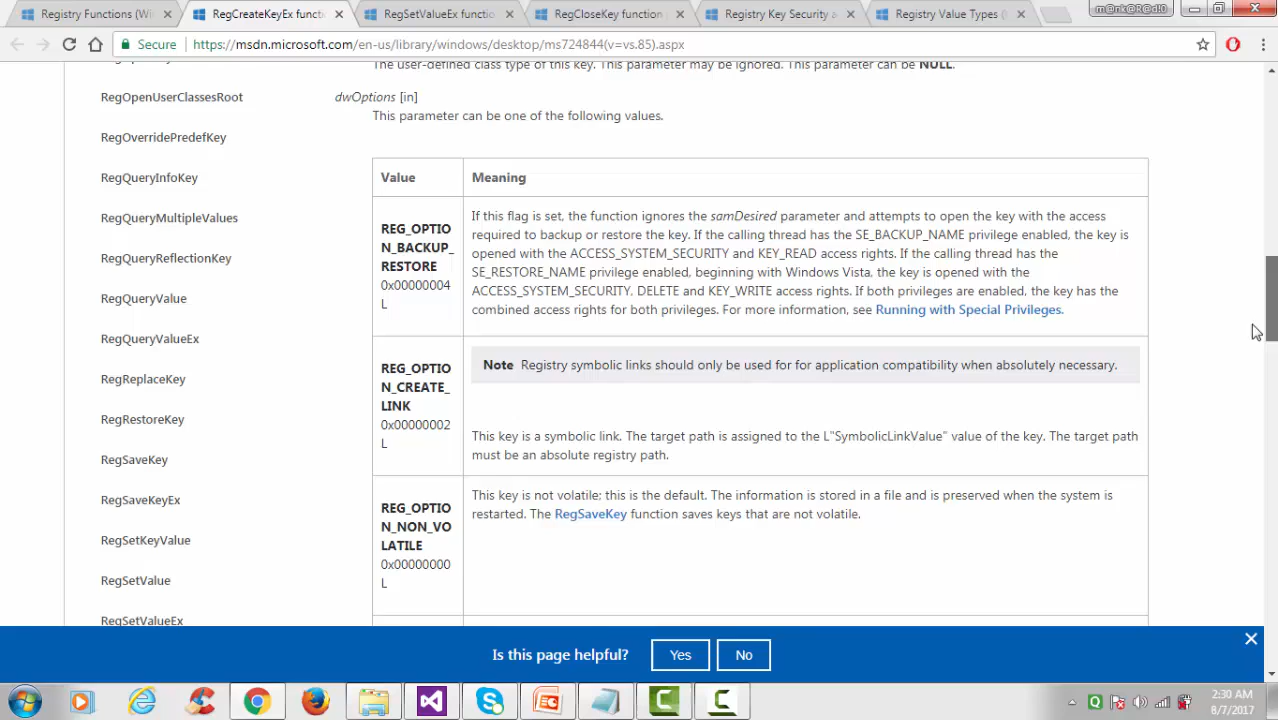 Registry Functions (Wi
RegCreateKeyEx functi
RegSetValueEx functio
RegCloseKey function
Registry Key Security a
Registry Value Types (
m@nk@R@dI0
Secure https://msdn.microsoft.com/en-us/library/windows/desktop/ms724844(v=vs.85).aspx
The user-defined class type of this key. This parameter may be ignored. This parameter can be NULL.
RegOpenUserClassesRoot
RegOverridePredefKey
RegQueryInfoKey
RegQueryMultipleValues
RegQueryReflectionKey
RegQueryValue
RegQueryValueEx
RegReplaceKey
RegRestoreKey
RegSaveKey
RegSaveKeyEx
RegSetKeyValue
RegSetValue
RegSetValueEx
dwOptions [in]
This parameter can be one of the following values.
Value Meaning
REG_OPTIO
N_BACKUP_
RESTORE
0x00000004
L
If this flag is set, the function ignores the samDesired parameter and attempts to open the key with the access
required to backup or restore the key. If the calling thread has the SE_BACKUP_NAME privilege enabled, the key is
opened with the ACCESS_SYSTEM_SECURITY and KEY_READ access rights. If the calling thread has the
SE_RESTORE_NAME privilege enabled, beginning with Windows Vista, the key is opened with the
ACCESS_SYSTEM_SECURITY, DELETE and KEY_WRITE access rights. If both privileges are enabled, the key has the
combined access rights for both privileges. For more information, see Running with Special Privileges.
REG_OPTIO
N_CREATE_
LINK
0x00000002
L
Note Registry symbolic links should only be used for for application compatibility when absolutely necessary.
This key is a symbolic link. The target path is assigned to the L"SymbolicLinkValue" value of the key. The target path
must be an absolute registry path.
REG_OPTIO
N_NON_VO
LATILE
0x00000000
L
This key is not volatile; this is the default. The information is stored in a file and is preserved when the system is
restarted. The RegSaveKey function saves keys that are not volatile.
Is this page helpful? Yes No
2:30 AM
8/7/2017